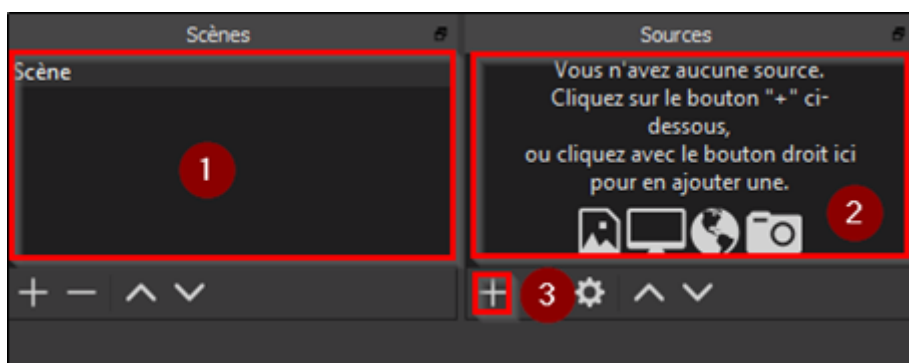 Scènes
Sources
Scène
1
Vous n'avez aucune source.
Cliquez sur le bouton "+" ci-
dessous,
ou cliquez avec le bouton droit ici
pour en ajouter une.
2
3